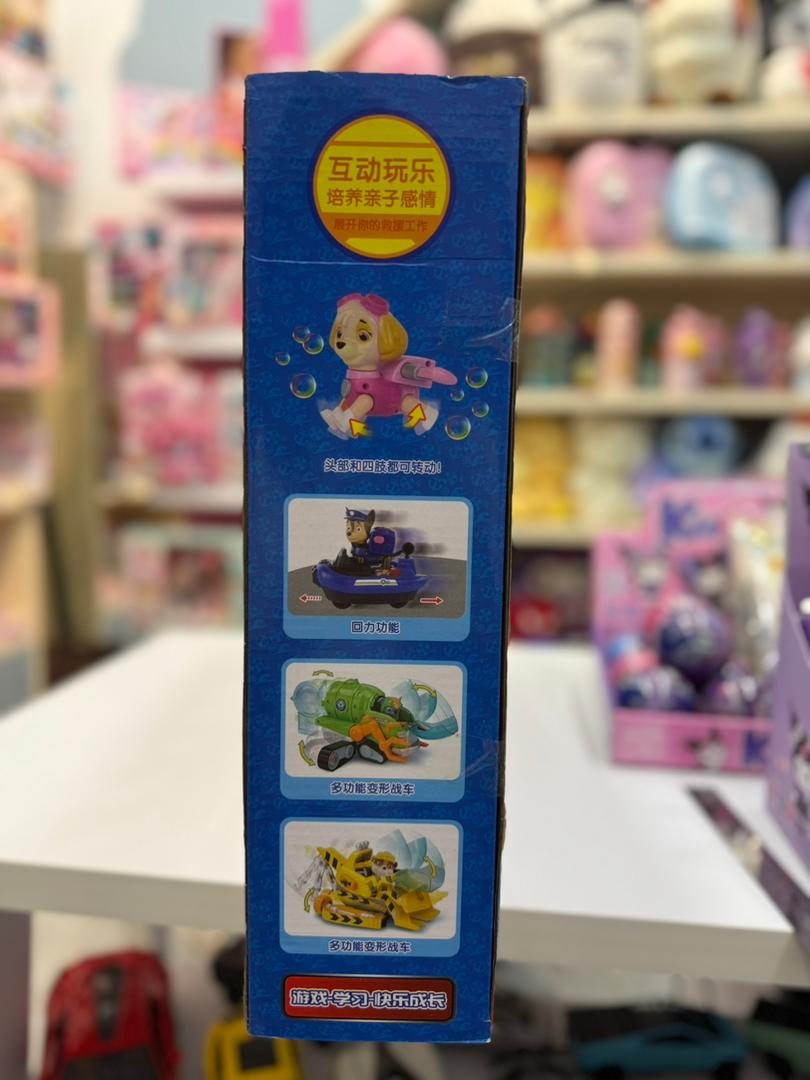 互动玩乐
培养亲子感情
展开你的救援工作
头部和四肢都可转动!
回力功能
多功能变形战车
多功能变形战车
游戏-学习-快乐成长